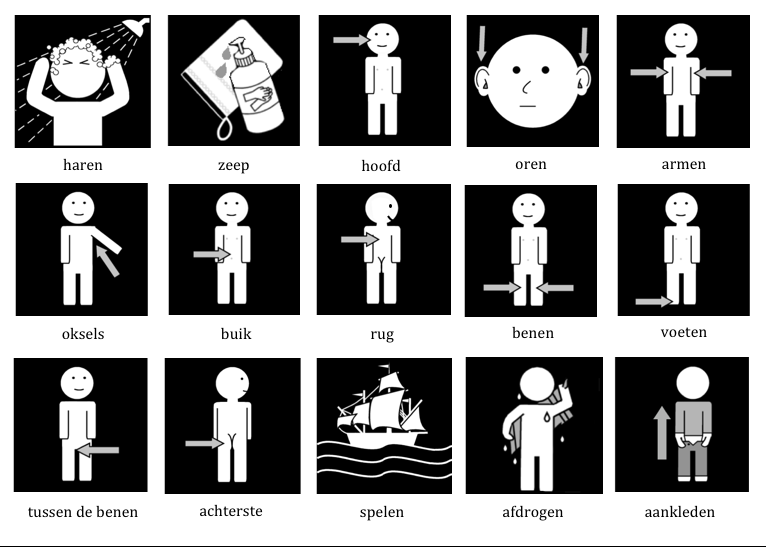 haren zeep hoofd oren armen
oksels buik rug benen voeten
tussen de benen achterste spelen afdrogen aankleden